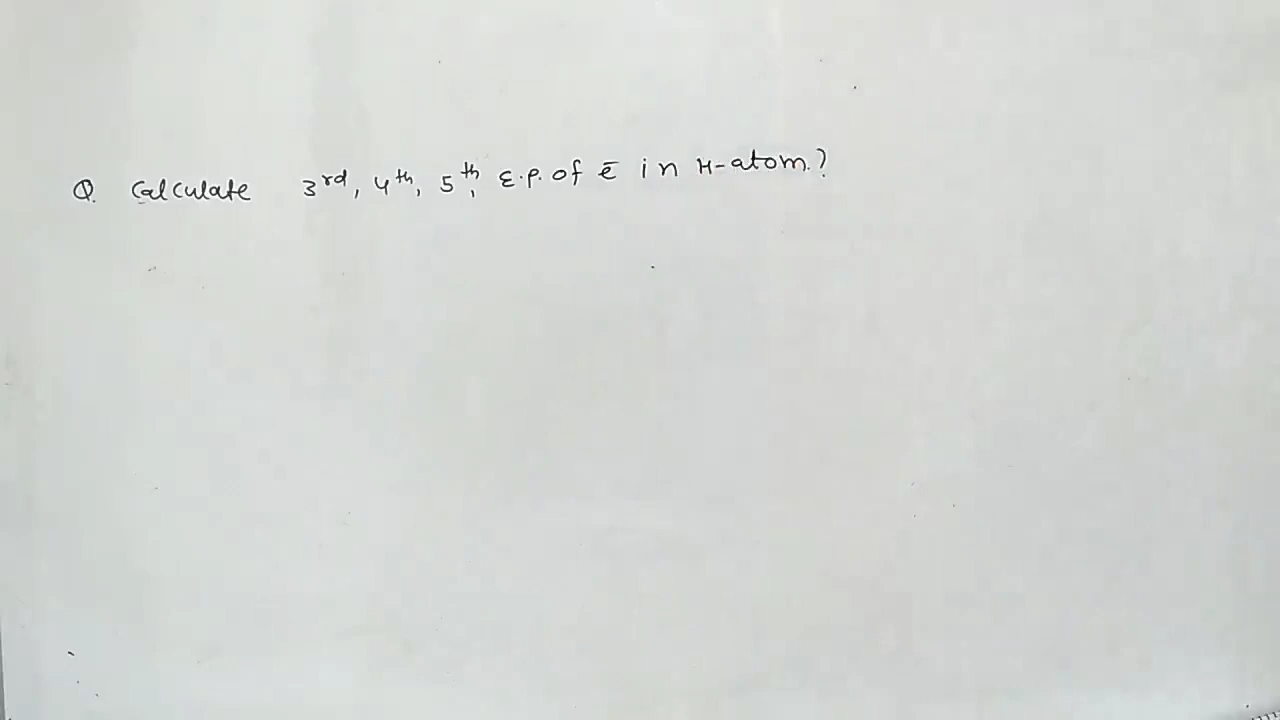 Q. Calculate 3rd, 4th, 5th, E.P. of ē in H-atom.?